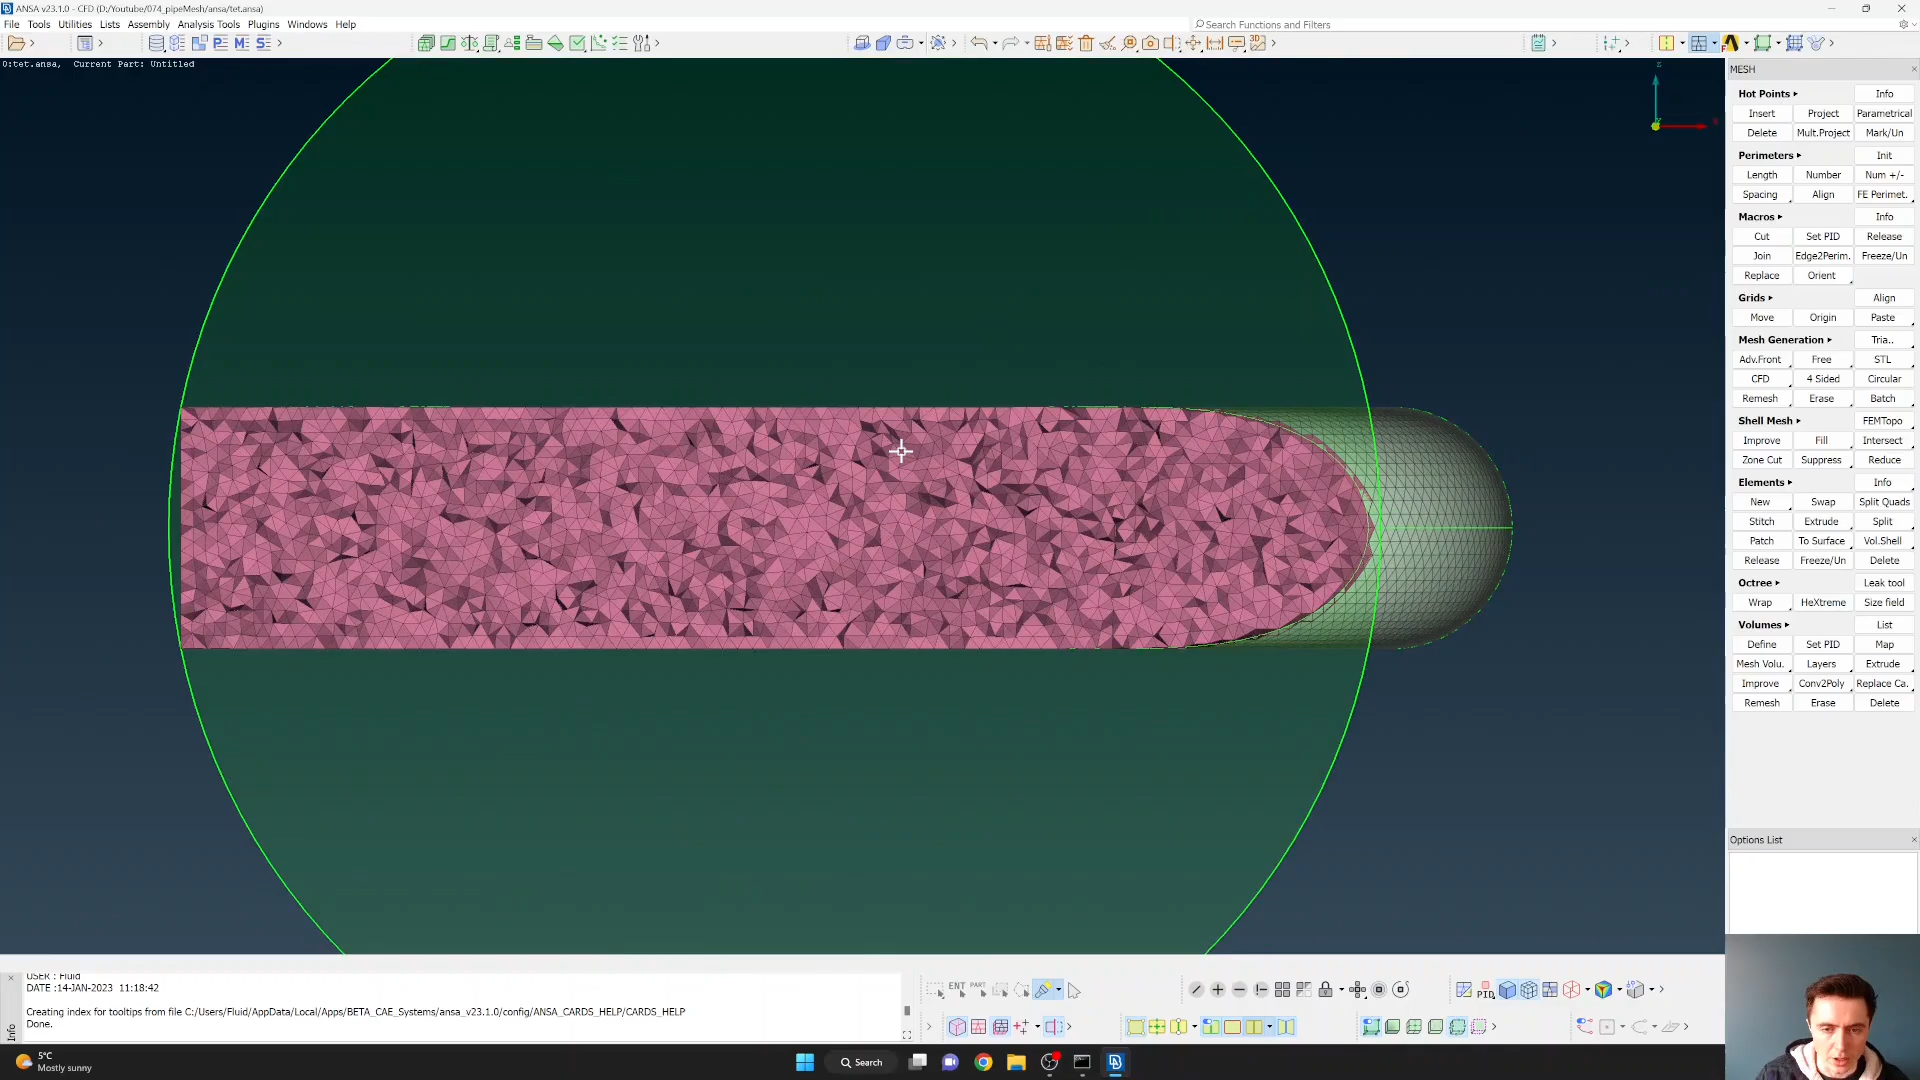 ANSA v23.1.0 - CFD (D:/Youtube/074_pipeMesh/ansa/tet.ansa)
File Tools Utilities Lists Assembly Analysis Tools Plugins Windows Help
Search Functions and Filters
0:tet.ansa, Current Part: Untitled
MESH
Hot Points Info
Insert Project Parametrical
Delete Mult.Project Mark/Un
Perimeters Init
Length Number Num +/-
Spacing Align FE Perimet.
Macros Info
Cut Set PID Release
Join Edge2Perim. Freeze/Un
Replace Orient
Grids Align
Move Origin Paste
Mesh Generation Tria..
Adv.Front Free STL
CFD 4 Sided Circular
Remesh Erase Batch
Shell Mesh FEMTopo
Improve Fill Intersect
Zone Cut Suppress Reduce
Elements Info
New Swap Split Quads
Stitch Extrude Split
Patch To Surface Vol.Shell
Release Freeze/Un Delete
Octree Leak tool
Wrap HeXtreme Size field
Volumes List
Define Set PID Map
Mesh Volu. Layers Extrude
Improve Conv2Poly Replace Ca.
Remesh Erase Delete
Options List
USER : Fluid
DATE :14-JAN-2023 11:18:42
Creating index for tooltips from file C:/Users/Fluid/AppData/Local/Apps/BETA_CAE_Systems/ansa_v23.1.0/config/ANSA_CARDS_HELP/CARDS_HELP
Done.
Info
ENT PART
PID
5°C
Mostly sunny
Search